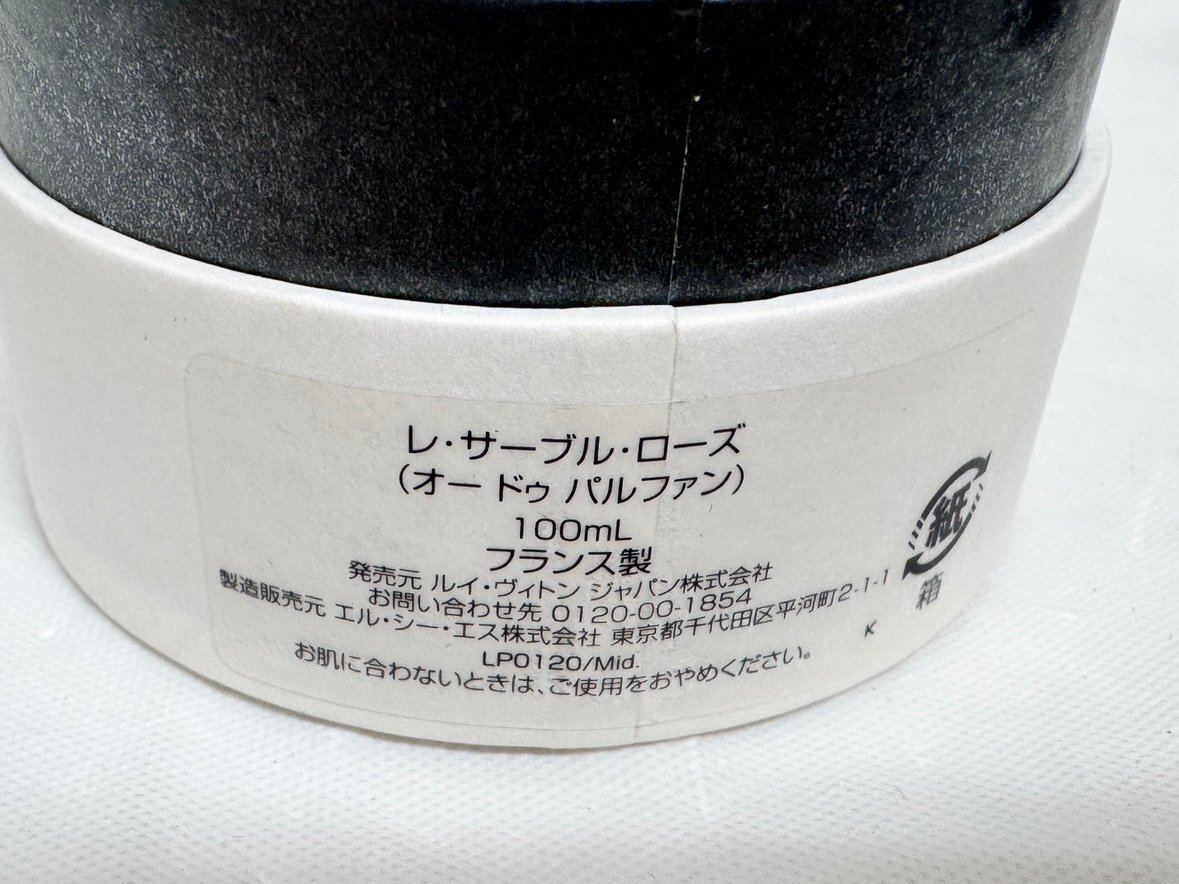 レ・サーブル・ローズ
（オー ドゥ パルファン）
100mL
フランス製
発売元 ルイ・ヴィトン ジャパン株式会社
お問い合わせ先 0120-00-1854
製造販売元 エル・シー・エス株式会社 東京都千代田区平河町2-1-1
LP0120/Mid.
K
お肌に合わないときは、ご使用をおやめください。
紙
箱